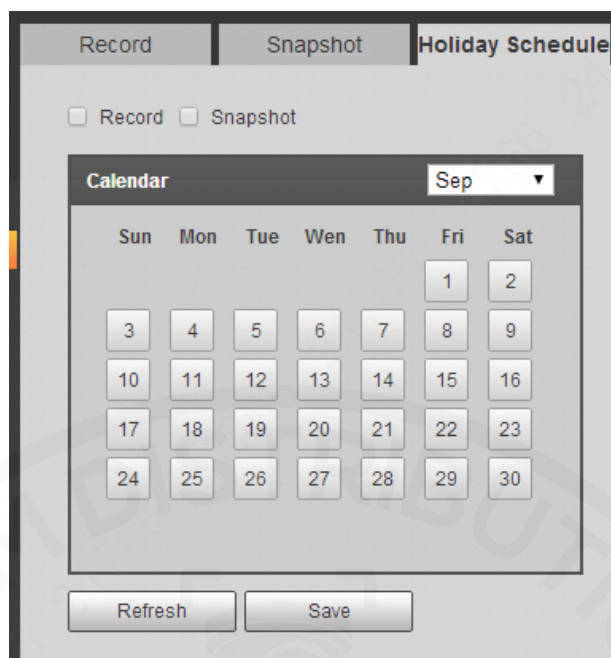 Record Snapshot Holiday Schedule
Record Snapshot
Calendar Sep
Sun Mon Tue Wen Thu Fri Sat
1 2
3 4 5 6 7 8 9
10 11 12 13 14 15 16
17 18 19 20 21 22 23
24 25 26 27 28 29 30
Refresh Save